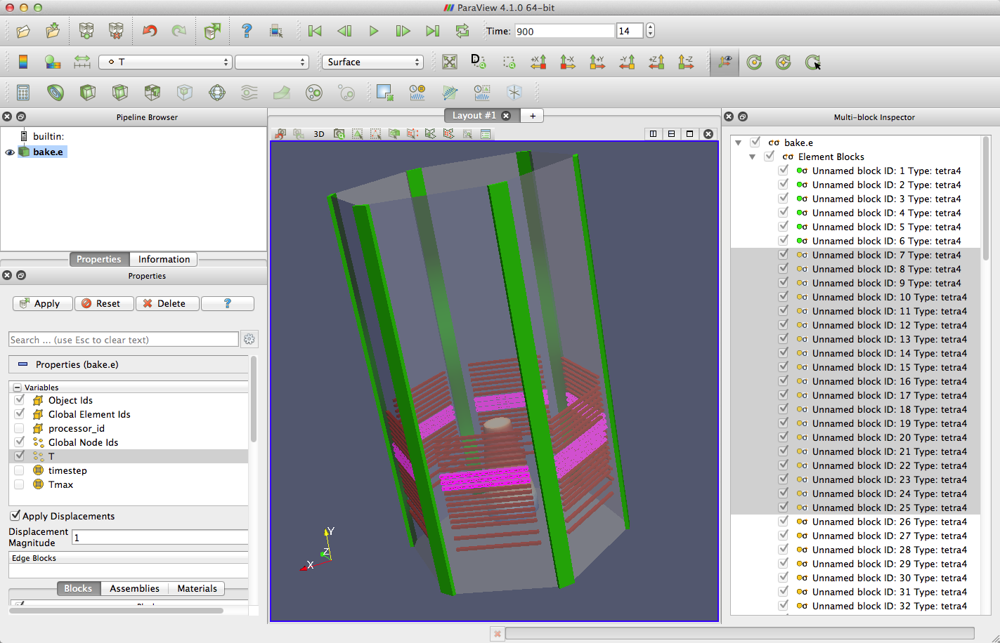 ParaView 4.1.0 64-bit
Time: 900 14
T Surface
D +X -X +Y -Y +Z -Z
Pipeline Browser
builtin:
bake.e
Properties Information
Properties
Apply Reset Delete ?
Search ... (use Esc to clear text)
Properties (bake.e)
Variables
Object Ids
Global Element Ids
processor_id
Global Node Ids
T
timestep
Tmax
Apply Displacements
Displacement
Magnitude
1
Edge Blocks
Blocks Assemblies Materials
Layout #1 +
3D
Y
Z
X
Multi-block Inspector
bake.e
Element Blocks
Unnamed block ID: 1 Type: tetra4
Unnamed block ID: 2 Type: tetra4
Unnamed block ID: 3 Type: tetra4
Unnamed block ID: 4 Type: tetra4
Unnamed block ID: 5 Type: tetra4
Unnamed block ID: 6 Type: tetra4
Unnamed block ID: 7 Type: tetra4
Unnamed block ID: 8 Type: tetra4
Unnamed block ID: 9 Type: tetra4
Unnamed block ID: 10 Type: tetra4
Unnamed block ID: 11 Type: tetra4
Unnamed block ID: 12 Type: tetra4
Unnamed block ID: 13 Type: tetra4
Unnamed block ID: 14 Type: tetra4
Unnamed block ID: 15 Type: tetra4
Unnamed block ID: 16 Type: tetra4
Unnamed block ID: 17 Type: tetra4
Unnamed block ID: 18 Type: tetra4
Unnamed block ID: 19 Type: tetra4
Unnamed block ID: 20 Type: tetra4
Unnamed block ID: 21 Type: tetra4
Unnamed block ID: 22 Type: tetra4
Unnamed block ID: 23 Type: tetra4
Unnamed block ID: 24 Type: tetra4
Unnamed block ID: 25 Type: tetra4
Unnamed block ID: 26 Type: tetra4
Unnamed block ID: 27 Type: tetra4
Unnamed block ID: 28 Type: tetra4
Unnamed block ID: 29 Type: tetra4
Unnamed block ID: 30 Type: tetra4
Unnamed block ID: 31 Type: tetra4
Unnamed block ID: 32 Type: tetra4